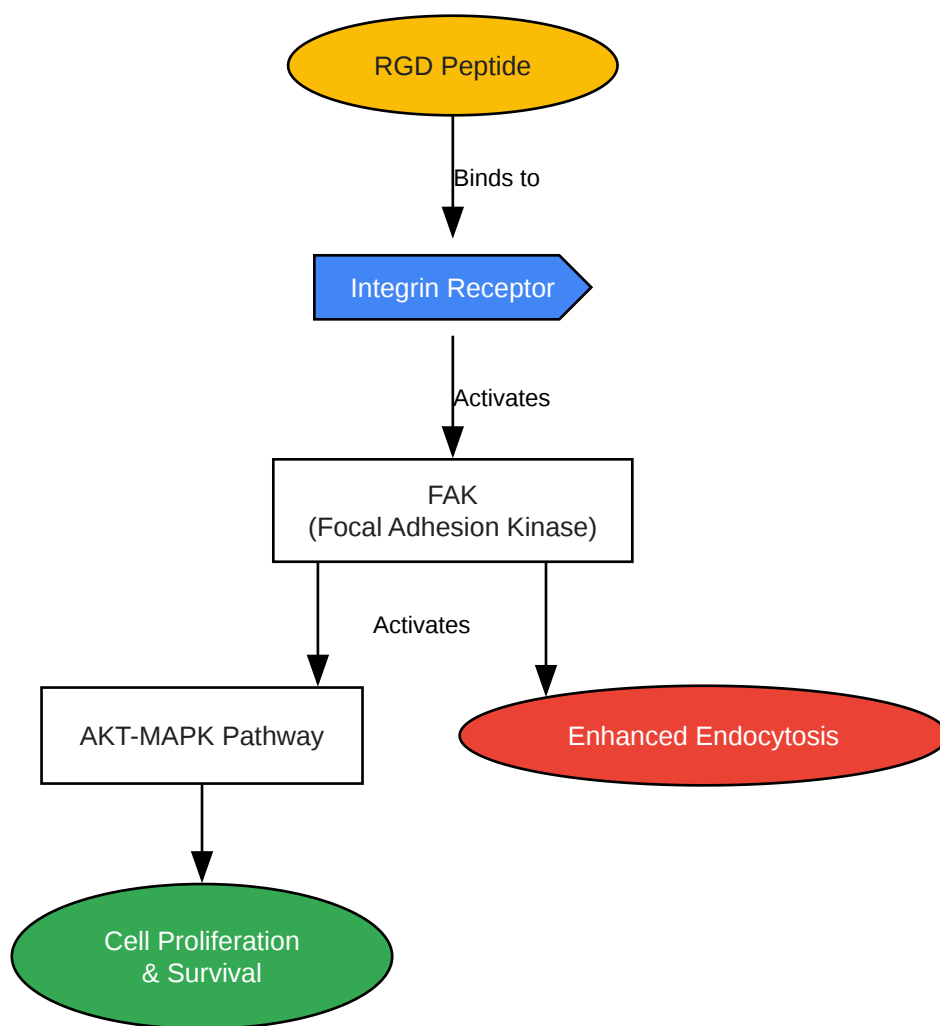 RGD Peptide
Binds to
Integrin Receptor
Activates
FAK
(Focal Adhesion Kinase)
Activates
AKT-MAPK Pathway
Enhanced Endocytosis
Cell Proliferation
& Survival